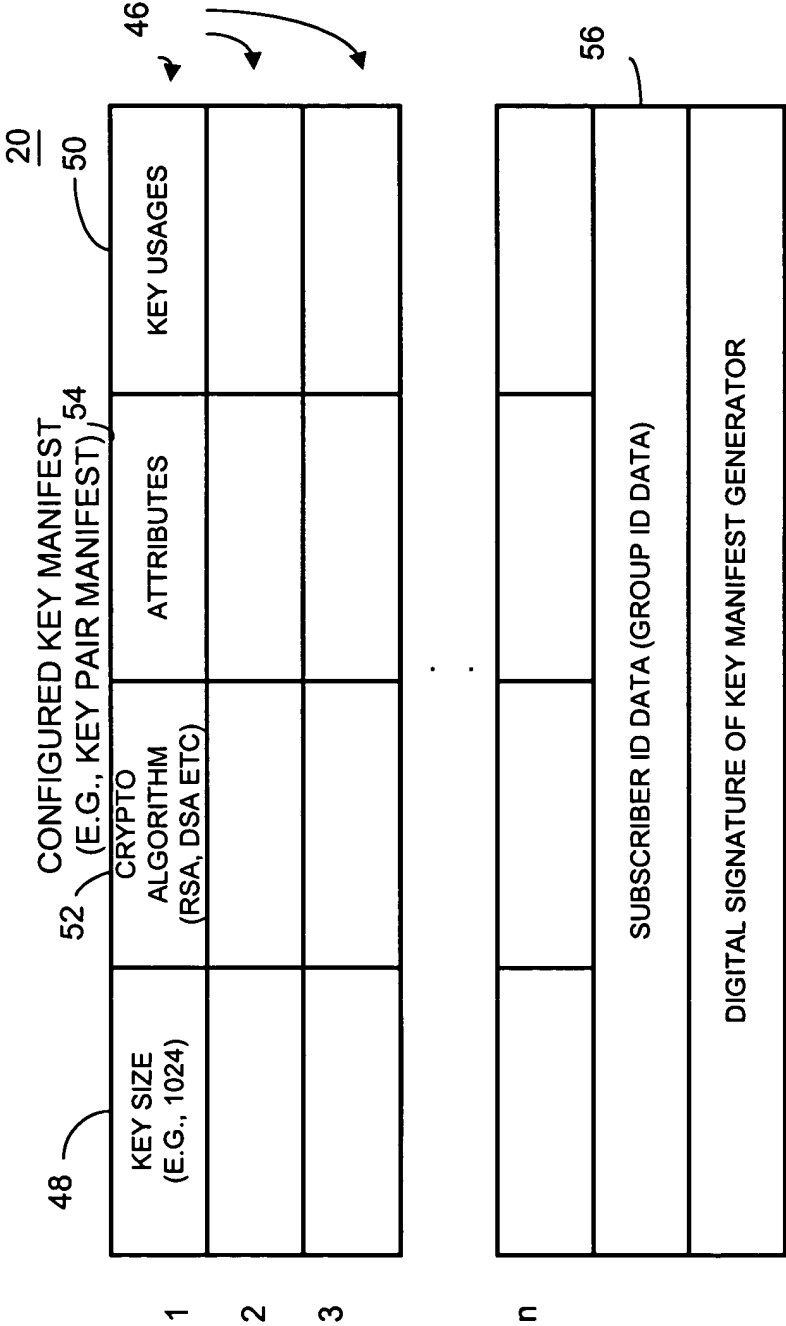 20
CONFIGURED KEY MANIFEST
(E.G., KEY PAIR MANIFEST)
48
52
54
50
46
1
KEY SIZE
(E.G., 1024)
CRYPTO
ALGORITHM
(RSA, DSA ETC)
ATTRIBUTES
KEY USAGES
2
3
. .
n
56
SUBSCRIBER ID DATA (GROUP ID DATA)
DIGITAL SIGNATURE OF KEY MANIFEST GENERATOR